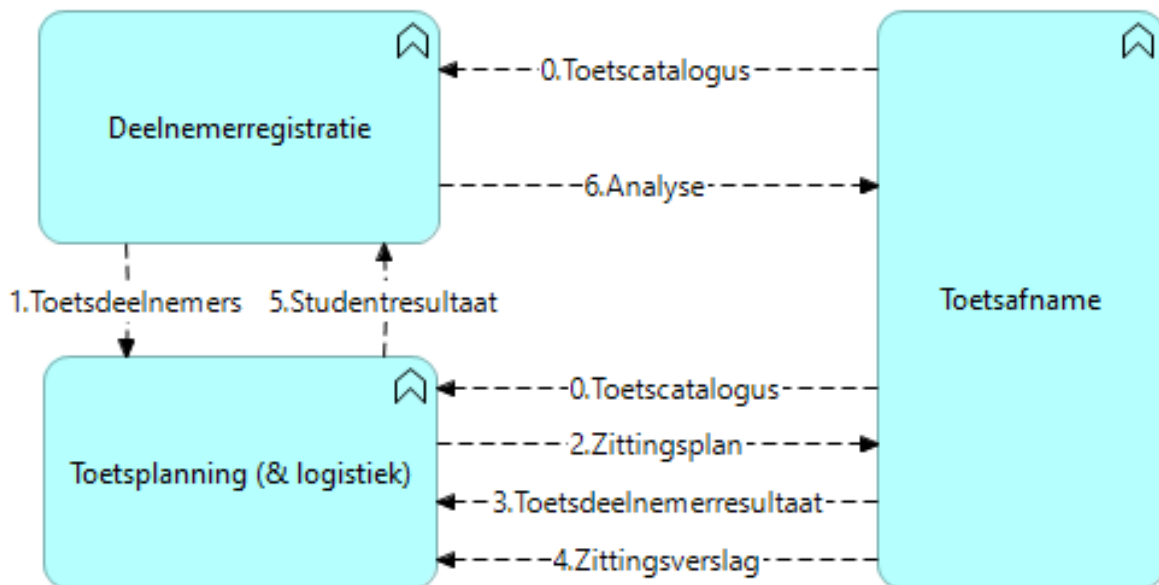 0.Toetscatalogus
Deelnemerregistratie
6.Analyse
1.Toetsdeelnemers
5.Studentresultaat
Toetsafname
0.Toetscatalogus
2.Zittingsplan
Toetsplanning (& logistiek)
3.Toetsdeelnemerresultaat
4.Zittingsverslag